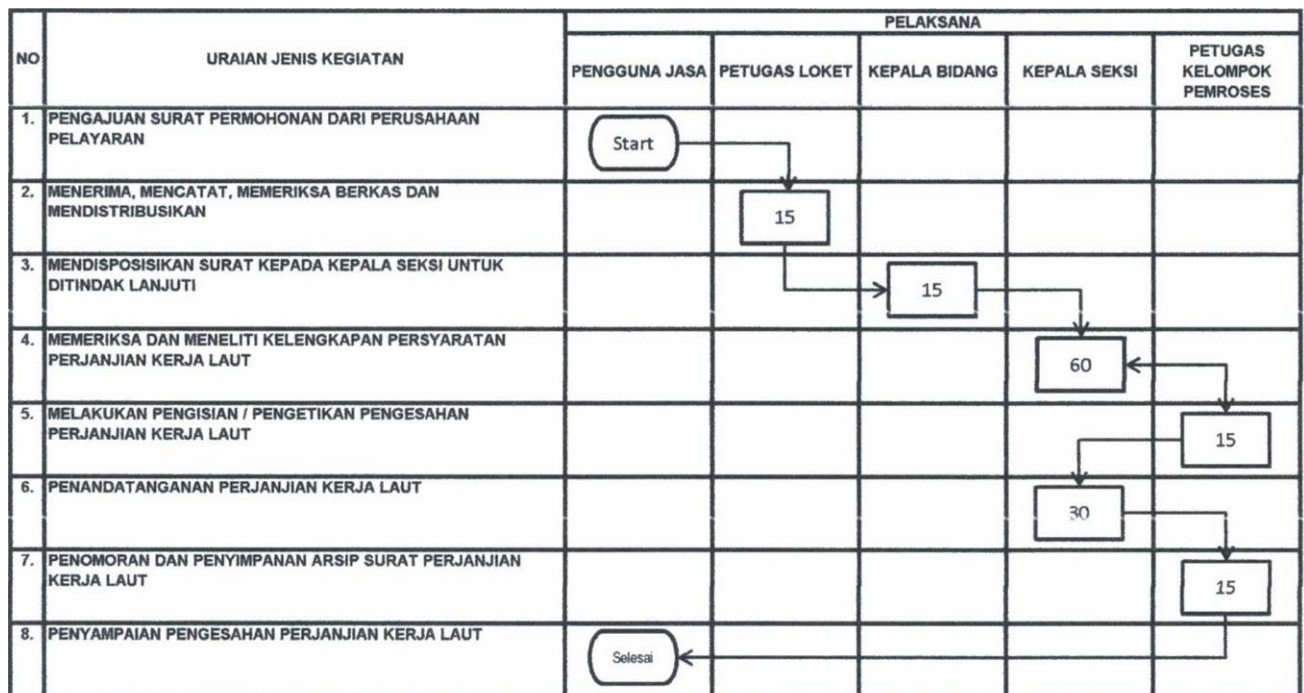 PELAKSANA
NO
URAIAN JENIS KEGIATAN
PENGGUNA JASA
PETUGAS LOKET
KEPALA BIDANG
KEPALA SEKSI
PETUGAS
KELOMPOK
PEMROSES
1. PENGAJUAN SURAT PERMOHONAN DARI PERUSAHAAN
PELAYARAN
Start
2. MENERIMA, MENCATAT, MEMERIKSA BERKAS DAN
MENDISTRIBUSIKAN
15
3. MENDISPOSISIKAN SURAT KEPADA KEPALA SEKSI UNTUK
DITINDAK LANJUTI
15
4. MEMERIKSA DAN MENELITI KELENGKAPAN PERSYARATAN
PERJANJIAN KERJA LAUT
60
5. MELAKUKAN PENGISIAN / PENGETIKAN PENGESAHAN
PERJANJIAN KERJA LAUT
15
6. PENANDATANGANAN PERJANJIAN KERJA LAUT
30
7. PENOMORAN DAN PENYIMPANAN ARSIP SURAT PERJANJIAN
KERJA LAUT
15
8. PENYAMPAIAN PENGESAHAN PERJANJIAN KERJA LAUT
Selesai